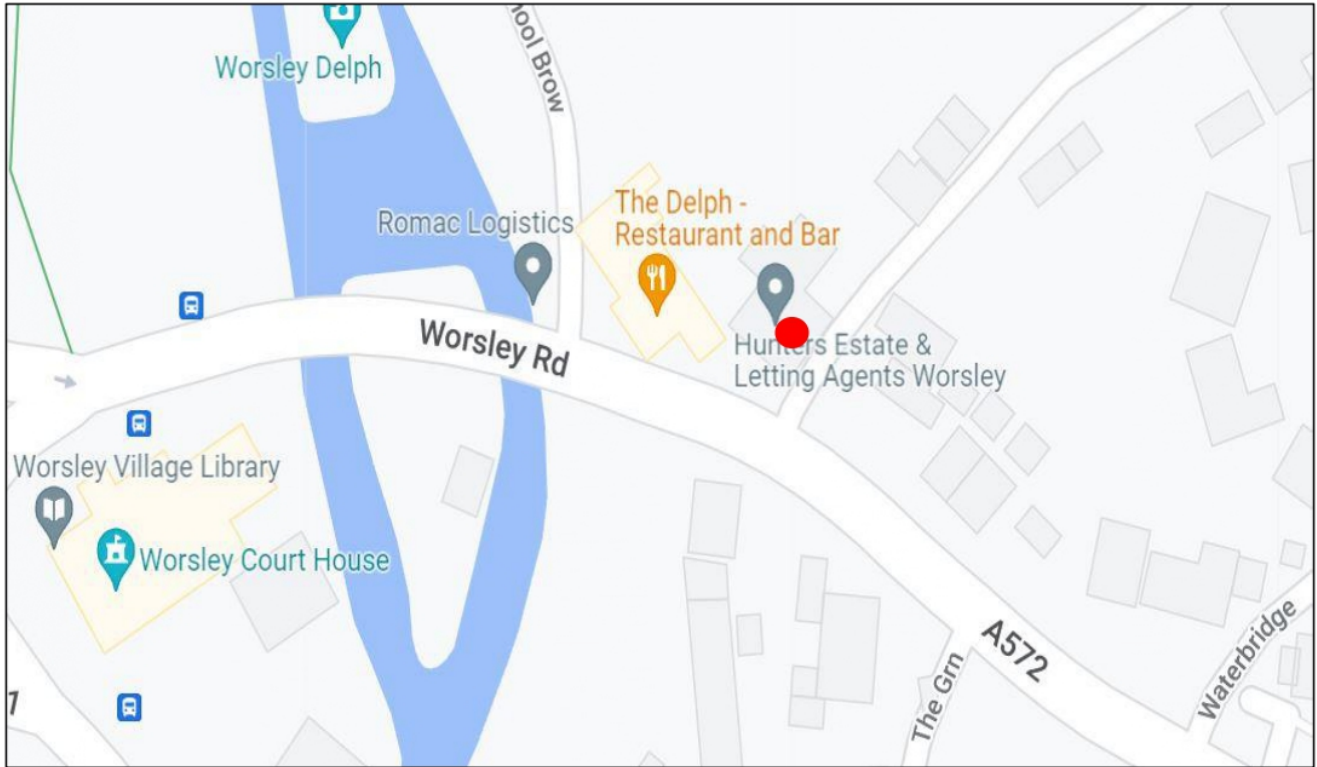 Worsley Delph
ool Brow
The Delph -
Restaurant and Bar
Romac Logistics
Worsley Rd
Hunters Estate &
Letting Agents Worsley
Worsley Village Library
Worsley Court House
A572
The Grn
Waterbridge
7